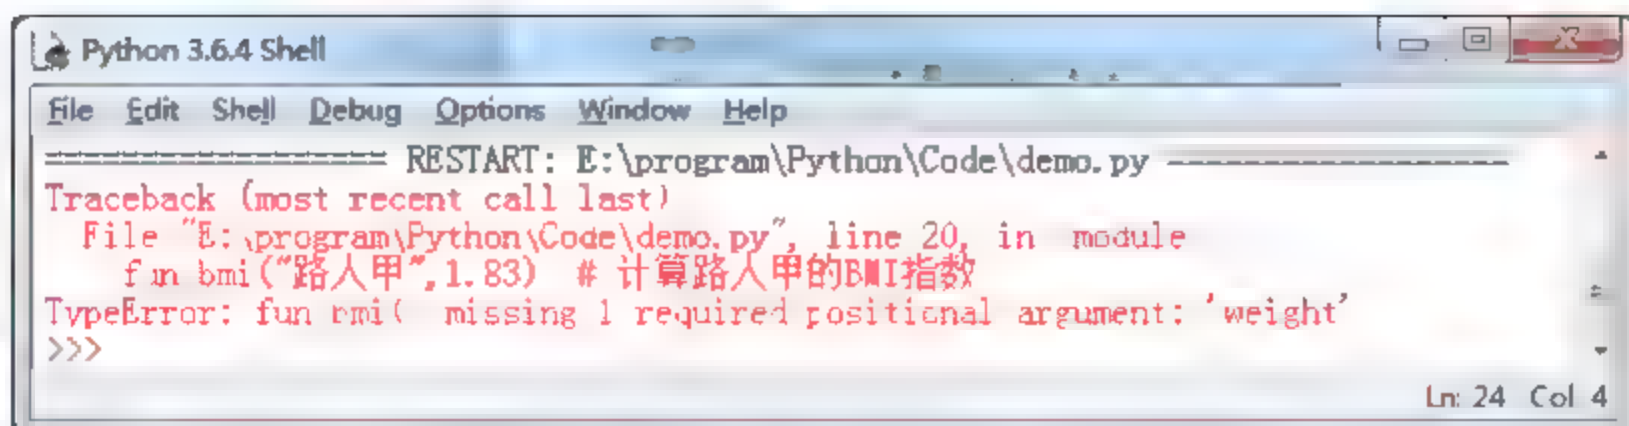 Python 3.6.4 Shell
File Edit Shell Debug Options Window Help
=================== RESTART: E:\program\Python\Code\demo.py ===================
Traceback (most recent call last)
File "E:\program\Python\Code\demo.py", line 20, in module
fun bmi("路人甲",1.83) # 计算路人甲的BMI指数
TypeError: fun bmi( missing 1 required positional argument: 'weight'
>>>
Ln: 24 Col 4